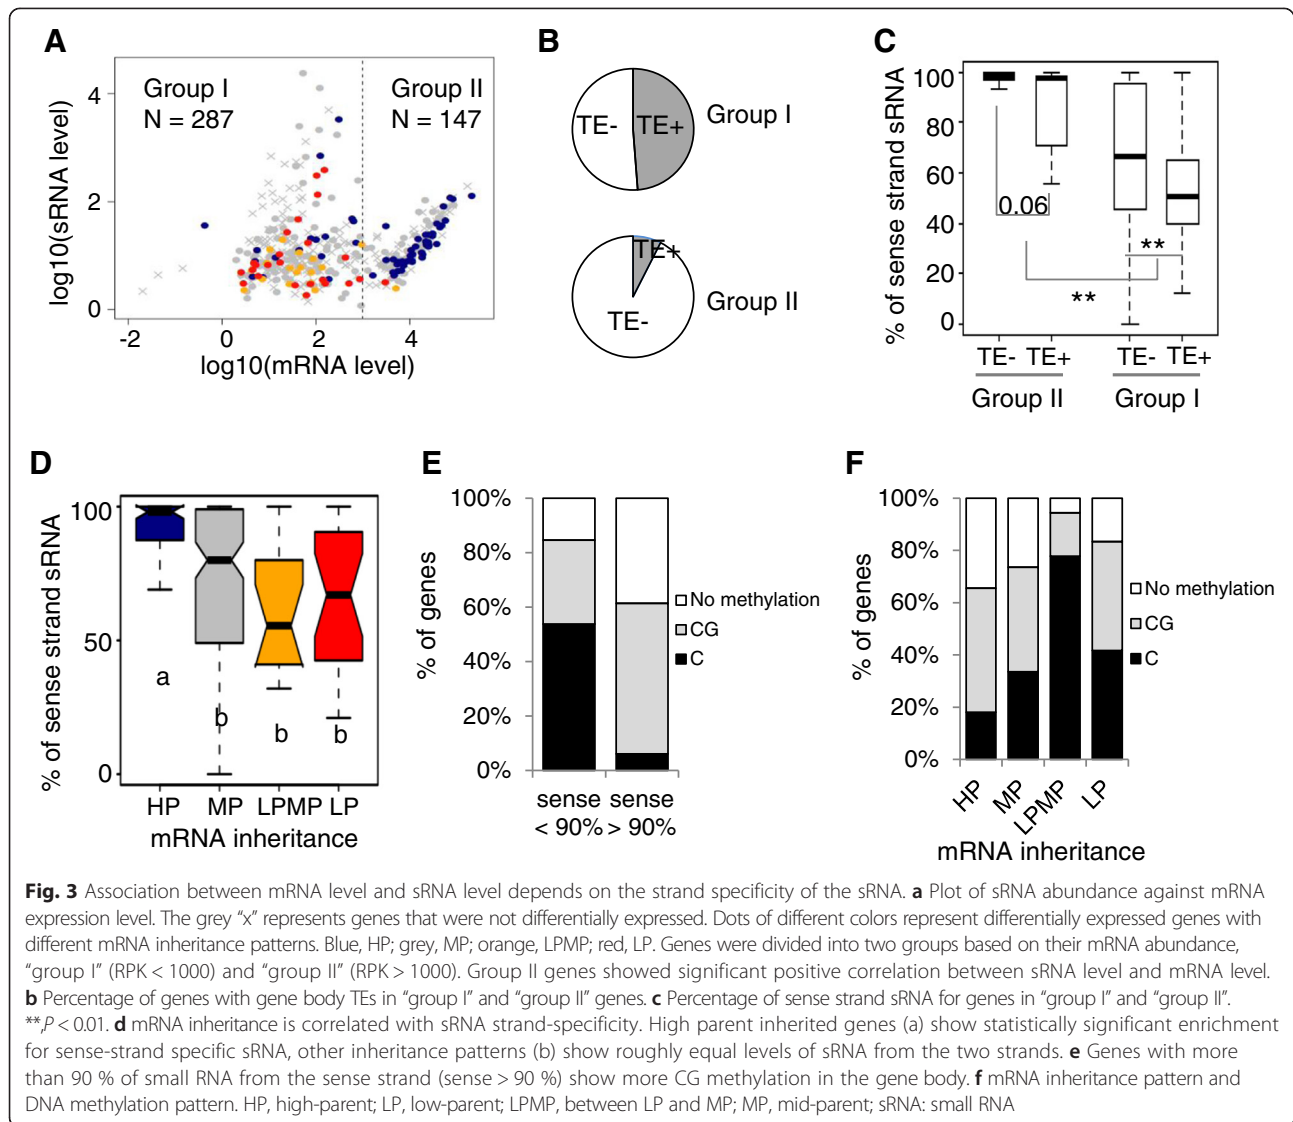 A
Group I
N = 287
Group II
N = 147
log10(sRNA level)
4
2
0
-2 0 2 4
log10(mRNA level)
B
TE- TE+
Group I
TE+
TE-
Group II
C
% of sense strand sRNA
100
80
60
40
20
0
0.06
**
**
TE- TE+ TE- TE+
Group II Group I
D
% of sense strand sRNA
100
50
0
a
b
b
b
HP MP LPMP LP
mRNA inheritance
E
% of genes
100%
80%
60%
40%
20%
0%
No methylation
CG
C
sense sense
< 90% > 90%
F
% of genes
100%
80%
60%
40%
20%
0%
No methylation
CG
C
HP MP LPMP LP
mRNA inheritance
Fig. 3 Association between mRNA level and sRNA level depends on the strand specificity of the sRNA. a Plot of sRNA abundance against mRNA
expression level. The grey “x” represents genes that were not differentially expressed. Dots of different colors represent differentially expressed genes with
different mRNA inheritance patterns. Blue, HP; grey, MP; orange, LPMP; red, LP. Genes were divided into two groups based on their mRNA abundance,
“group I” (RPK < 1000) and “group II” (RPK > 1000). Group II genes showed significant positive correlation between sRNA level and mRNA level.
b Percentage of genes with gene body TEs in “group I” and “group II” genes. c Percentage of sense strand sRNA for genes in “group I” and “group II”.
**,P < 0.01. d mRNA inheritance is correlated with sRNA strand-specificity. High parent inherited genes (a) show statistically significant enrichment
for sense-strand specific sRNA, other inheritance patterns (b) show roughly equal levels of sRNA from the two strands. e Genes with more
than 90 % of small RNA from the sense strand (sense > 90 %) show more CG methylation in the gene body. f mRNA inheritance pattern and
DNA methylation pattern. HP, high-parent; LP, low-parent; LPMP, between LP and MP; MP, mid-parent; sRNA: small RNA